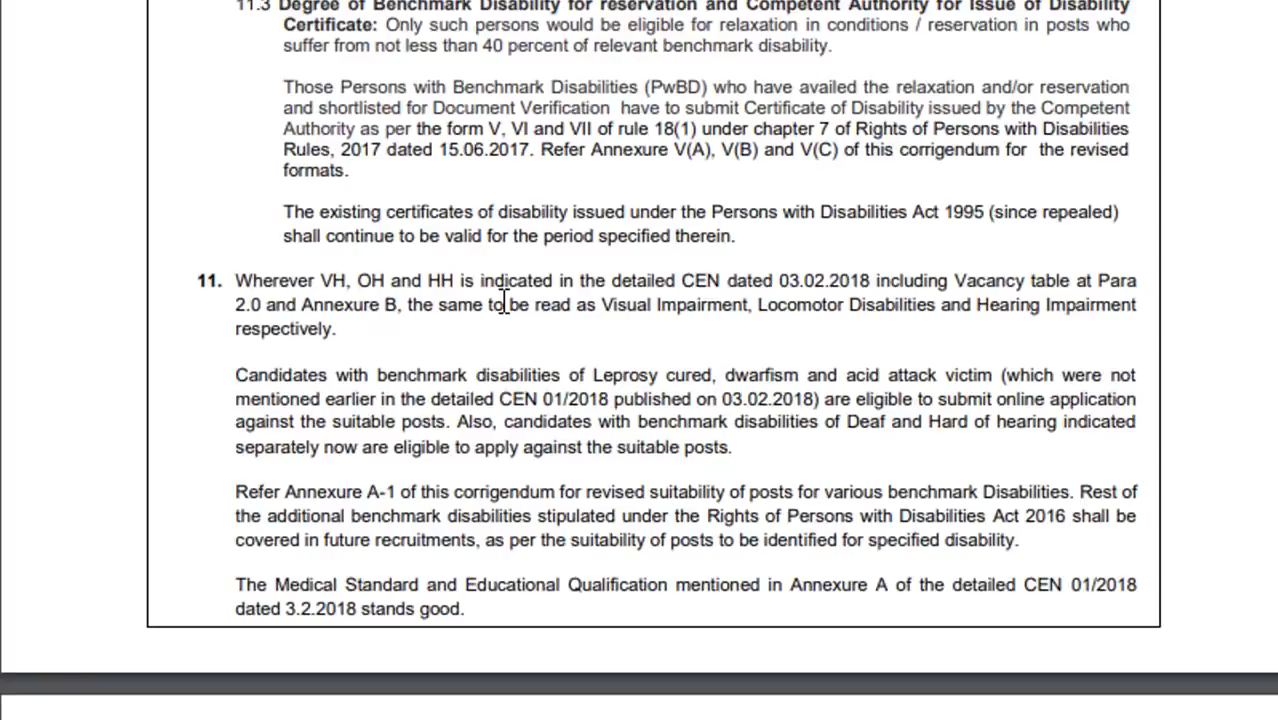 11.3 Degree of Benchmark Disability for reservation and Competent Authority for Issue of Disability
Certificate: Only such persons would be eligible for relaxation in conditions / reservation in posts who
suffer from not less than 40 percent of relevant benchmark disability.
Those Persons with Benchmark Disabilities (PwBD) who have availed the relaxation and/or reservation
and shortlisted for Document Verification have to submit Certificate of Disability issued by the Competent
Authority as per the form V, VI and VII of rule 18(1) under chapter 7 of Rights of Persons with Disabilities
Rules, 2017 dated 15.06.2017. Refer Annexure V(A), V(B) and V(C) of this corrigendum for the revised
formats.
The existing certificates of disability issued under the Persons with Disabilities Act 1995 (since repealed)
shall continue to be valid for the period specified therein.
11. Wherever VH, OH and HH is indicated in the detailed CEN dated 03.02.2018 including Vacancy table at Para
2.0 and Annexure B, the same to be read as Visual Impairment, Locomotor Disabilities and Hearing Impairment
respectively.
Candidates with benchmark disabilities of Leprosy cured, dwarfism and acid attack victim (which were not
mentioned earlier in the detailed CEN 01/2018 published on 03.02.2018) are eligible to submit online application
against the suitable posts. Also, candidates with benchmark disabilities of Deaf and Hard of hearing indicated
separately now are eligible to apply against the suitable posts.
Refer Annexure A-1 of this corrigendum for revised suitability of posts for various benchmark Disabilities. Rest of
the additional benchmark disabilities stipulated under the Rights of Persons with Disabilities Act 2016 shall be
covered in future recruitments, as per the suitability of posts to be identified for specified disability.
The Medical Standard and Educational Qualification mentioned in Annexure A of the detailed CEN 01/2018
dated 3.2.2018 stands good.